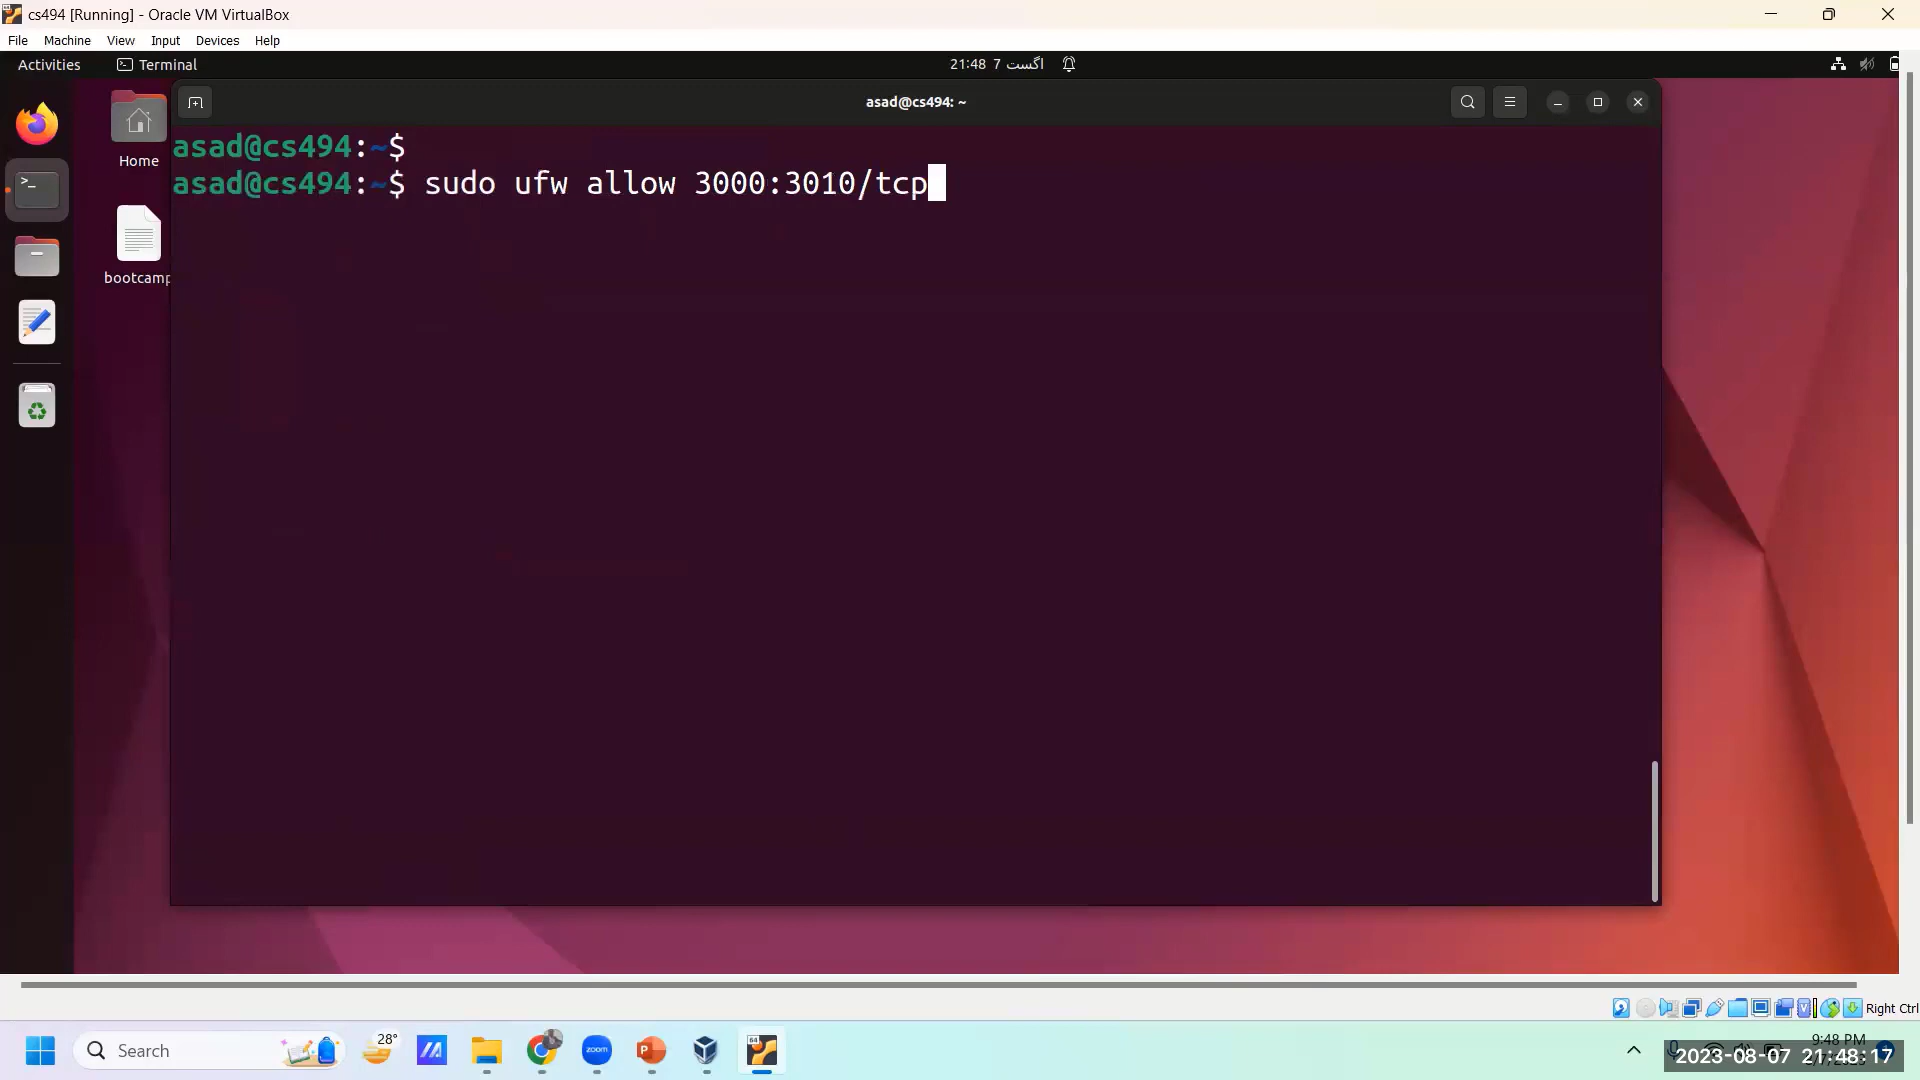 cs494 [Running] - Oracle VM VirtualBox
File Machine View Input Devices Help
Activities Terminal 21:48 7 اگست
asad@cs494: ~
asad@cs494:~$
asad@cs494:~$ sudo ufw allow 3000:3010/tcp
Home
bootcamp
Right Ctrl
Search
28°
zoom
9:48 PM
2023-08-07 21:48:17